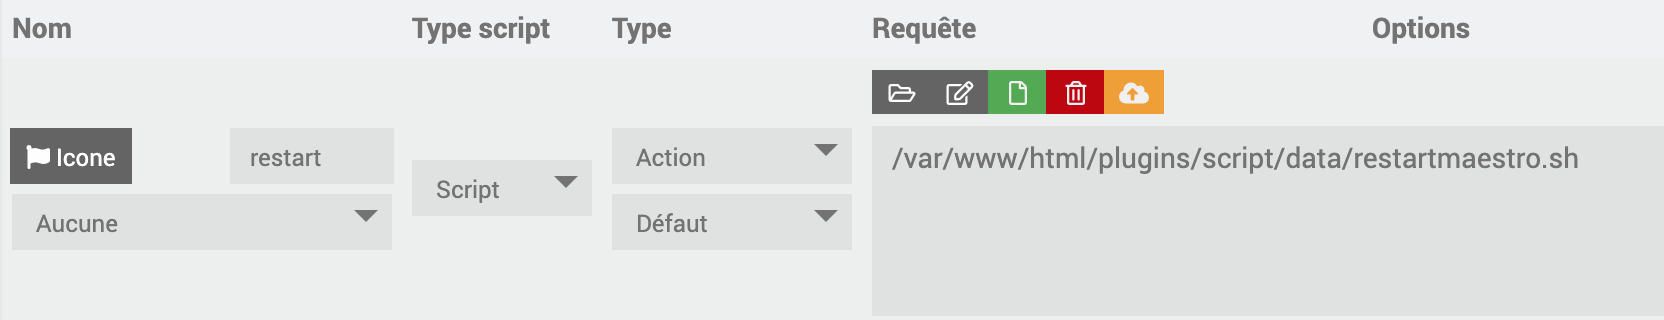 Nom Type script Type Requête Options
Icone restart Script Action /var/www/html/plugins/script/data/restartmaestro.sh
Aucune Défaut